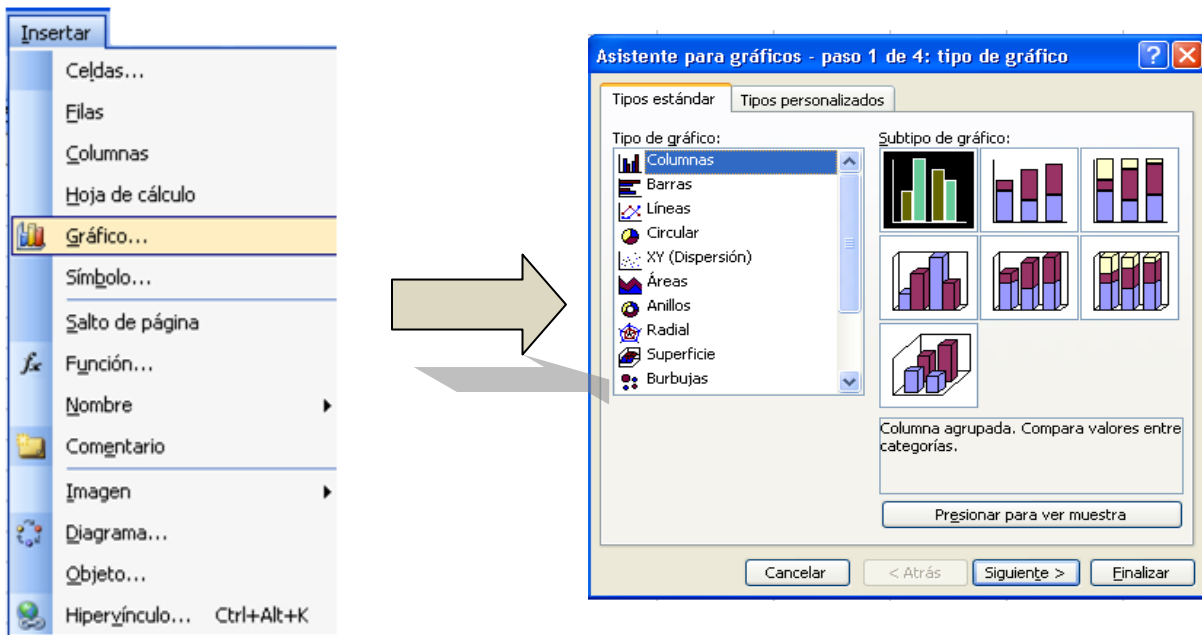 Insertar
Celdas...
Filas
Columnas
Hoja de cálculo
Gráfico...
Símbolo...
Salto de página
Función...
Nombre
Comentario
Imagen
Diagrama...
Objeto...
Hipervínculo... Ctrl+Alt+K
Asistente para gráficos - paso 1 de 4: tipo de gráfico
Tipos estándar Tipos personalizados
Tipo de gráfico:
Columnas
Barras
Líneas
Circular
XY (Dispersión)
Áreas
Anillos
Radial
Superficie
Burbujas
Subtipo de gráfico:
Columna agrupada. Compara valores entre
categorías.
Presionar para ver muestra
Cancelar < Atrás Siguiente > Finalizar